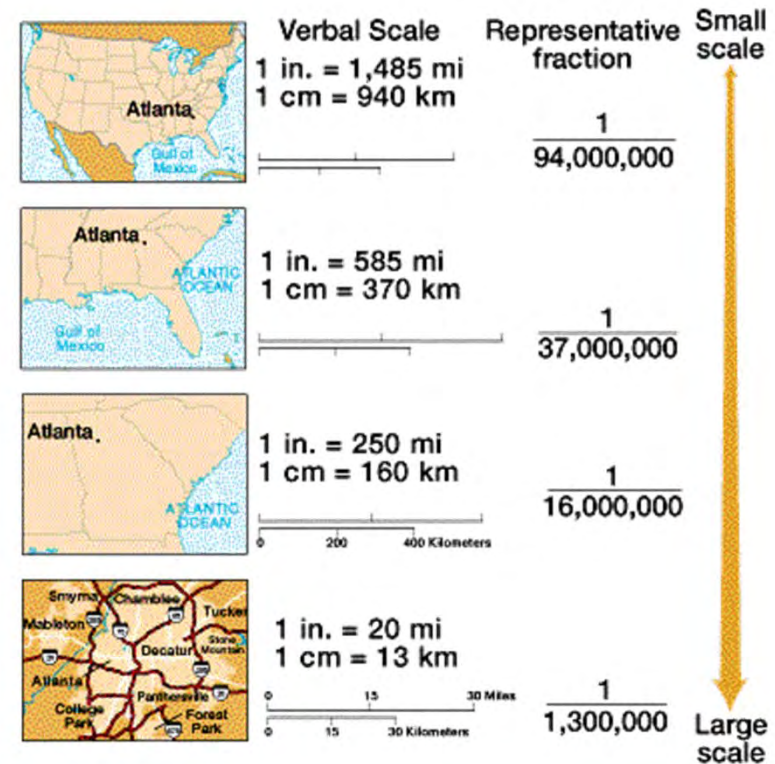 Verbal Scale
Representative fraction
Small scale
1 in. = 1,485 mi
1 cm = 940 km
1
94,000,000
Atlanta
Gulf of
Mexico
Atlanta
ATLANTIC
OCEAN
Gulf of
Mexico
1 in. = 585 mi
1 cm = 370 km
1
37,000,000
Atlanta
ATLANTIC
OCEAN
1 in. = 250 mi
1 cm = 160 km
0 200 400 Kilometers
1
16,000,000
Smyrna Chamblee
Tucker
Mableton
Stone
Mountain
Decatur
Atlanta
Panthersville
College
Park
Forest
Park
1 in. = 20 mi
1 cm = 13 km
0 15 30 Miles
0 15 30 Kilometers
1
1,300,000
Large
scale